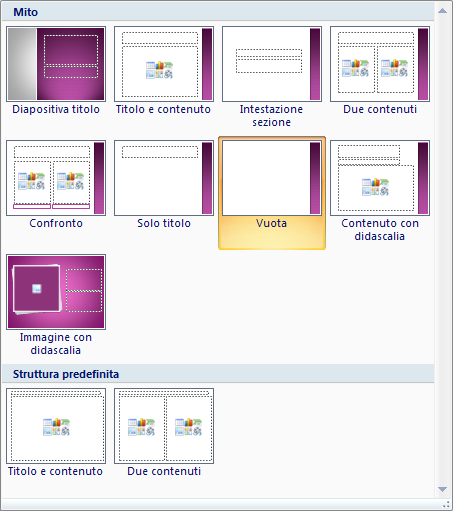 Mito
Diapositiva titolo
Titolo e contenuto
Intestazione
sezione
Due contenuti
Confronto
Solo titolo
Vuota
Contenuto con
didascalia
Immagine con
didascalia
Struttura predefinita
Titolo e contenuto
Due contenuti